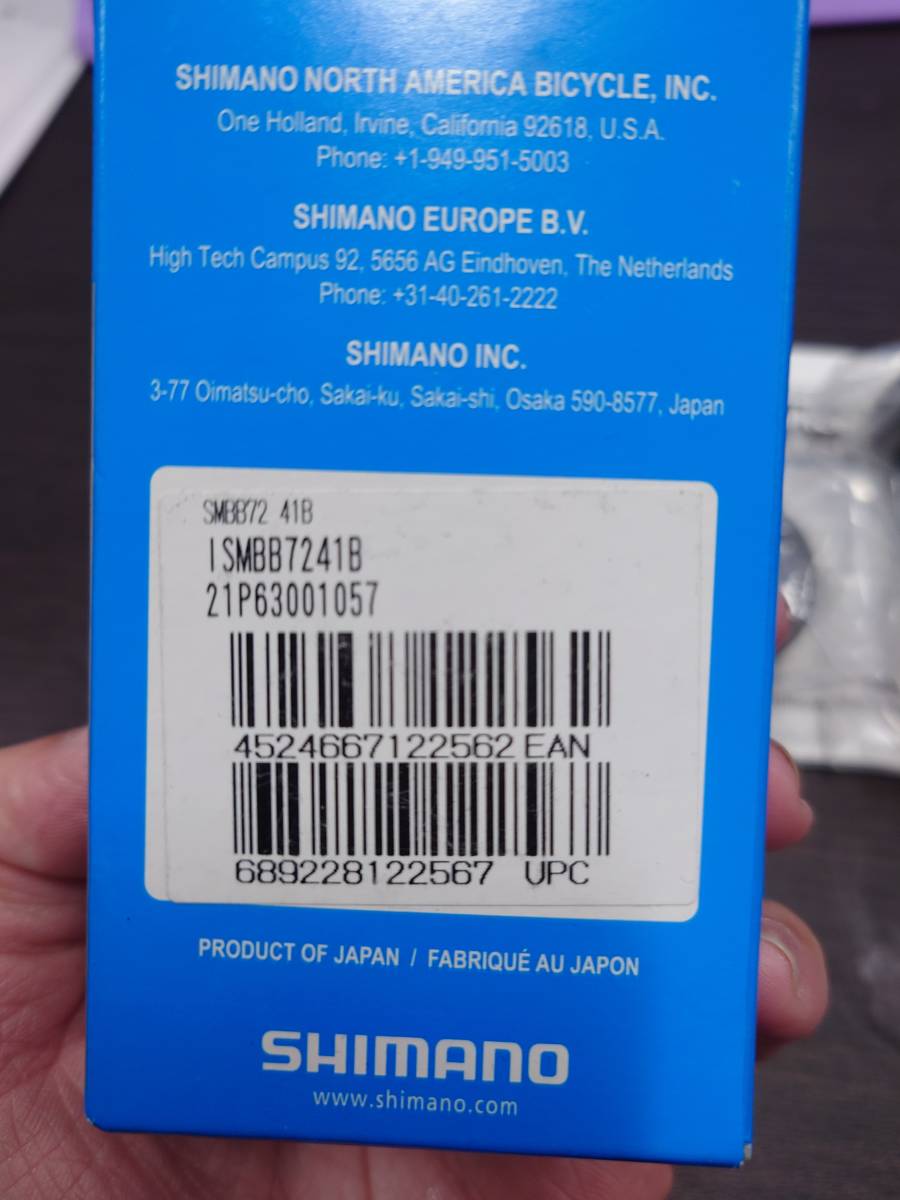 SHIMANO NORTH AMERICA BICYCLE, INC.
One Holland, Irvine, California 92618, U.S.A.
Phone: +1-949-951-5003
SHIMANO EUROPE B.V.
High Tech Campus 92, 5656 AG Eindhoven, The Netherlands
Phone: +31-40-261-2222
SHIMANO INC.
3-77 Oimatsu-cho, Sakai-ku, Sakai-shi, Osaka 590-8577, Japan
SMBB72 41B
ISMBB7241B
21P63001057
4524667122562 EAN
689228122567 UPC
PRODUCT OF JAPAN / FABRIQUÉ AU JAPON
SHIMANO
www.shimano.com